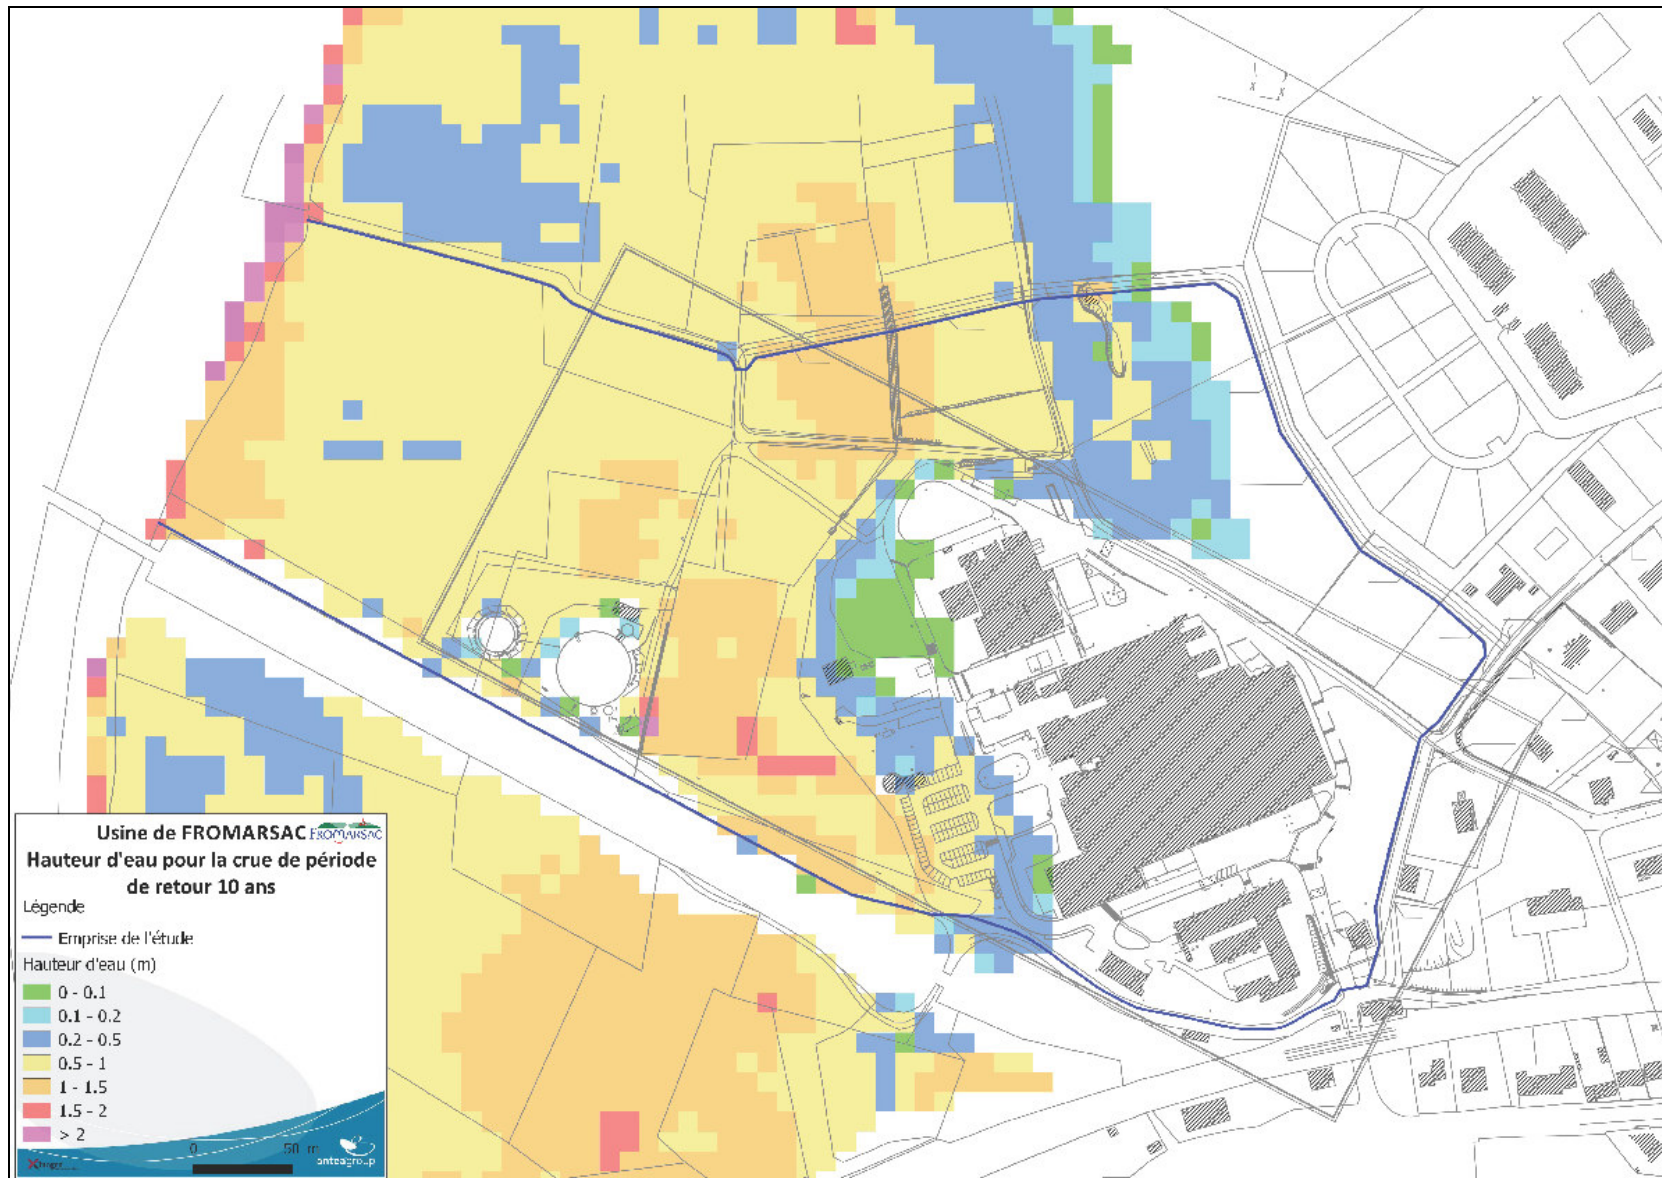 Usine de FROMARSAC FROMARSAC
Hauteur d'eau pour la crue de période
de retour 10 ans
Légende
Emprise de l'étude
Hauteur d'eau (m)
0 - 0.1
0.1 - 0.2
0.2 - 0.5
0.5 - 1
1 - 1.5
1.5 - 2
> 2
0 50 m
anteagroup